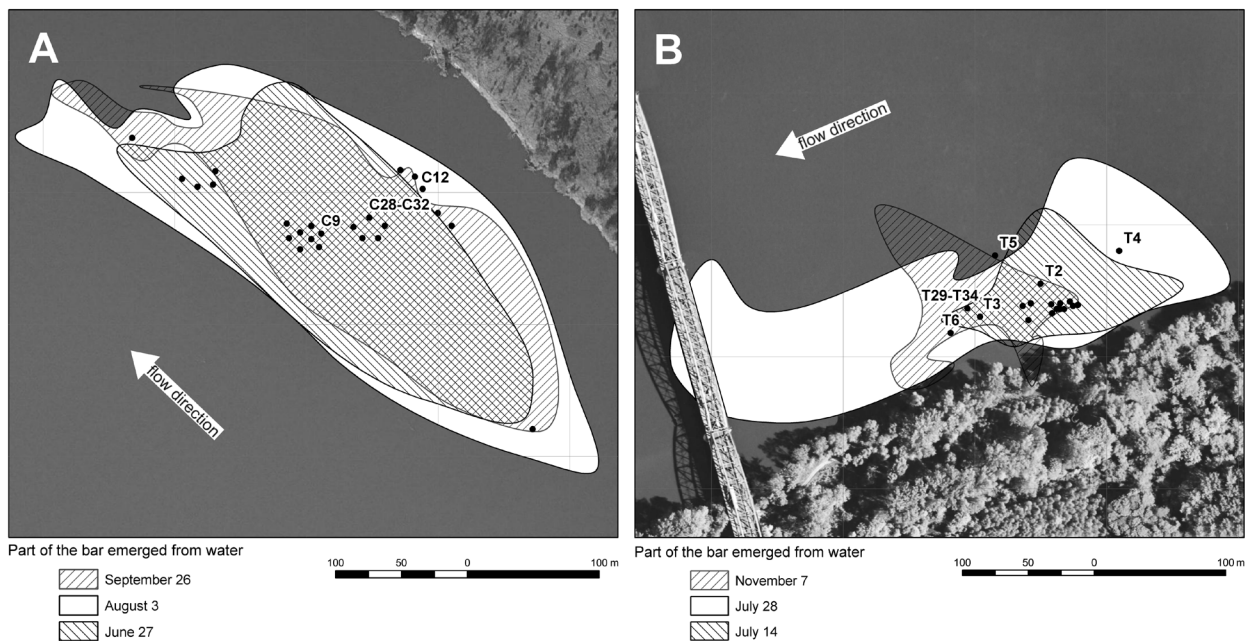 A
C12
C28-C32
C9
flow direction
Part of the bar emerged from water
September 26
August 3
June 27
100 50 0 100 m
B
flow direction
T5
T4
T2
T29-T34
T3
T6
Part of the bar emerged from water
November 7
July 28
July 14
100 50 0 100 m